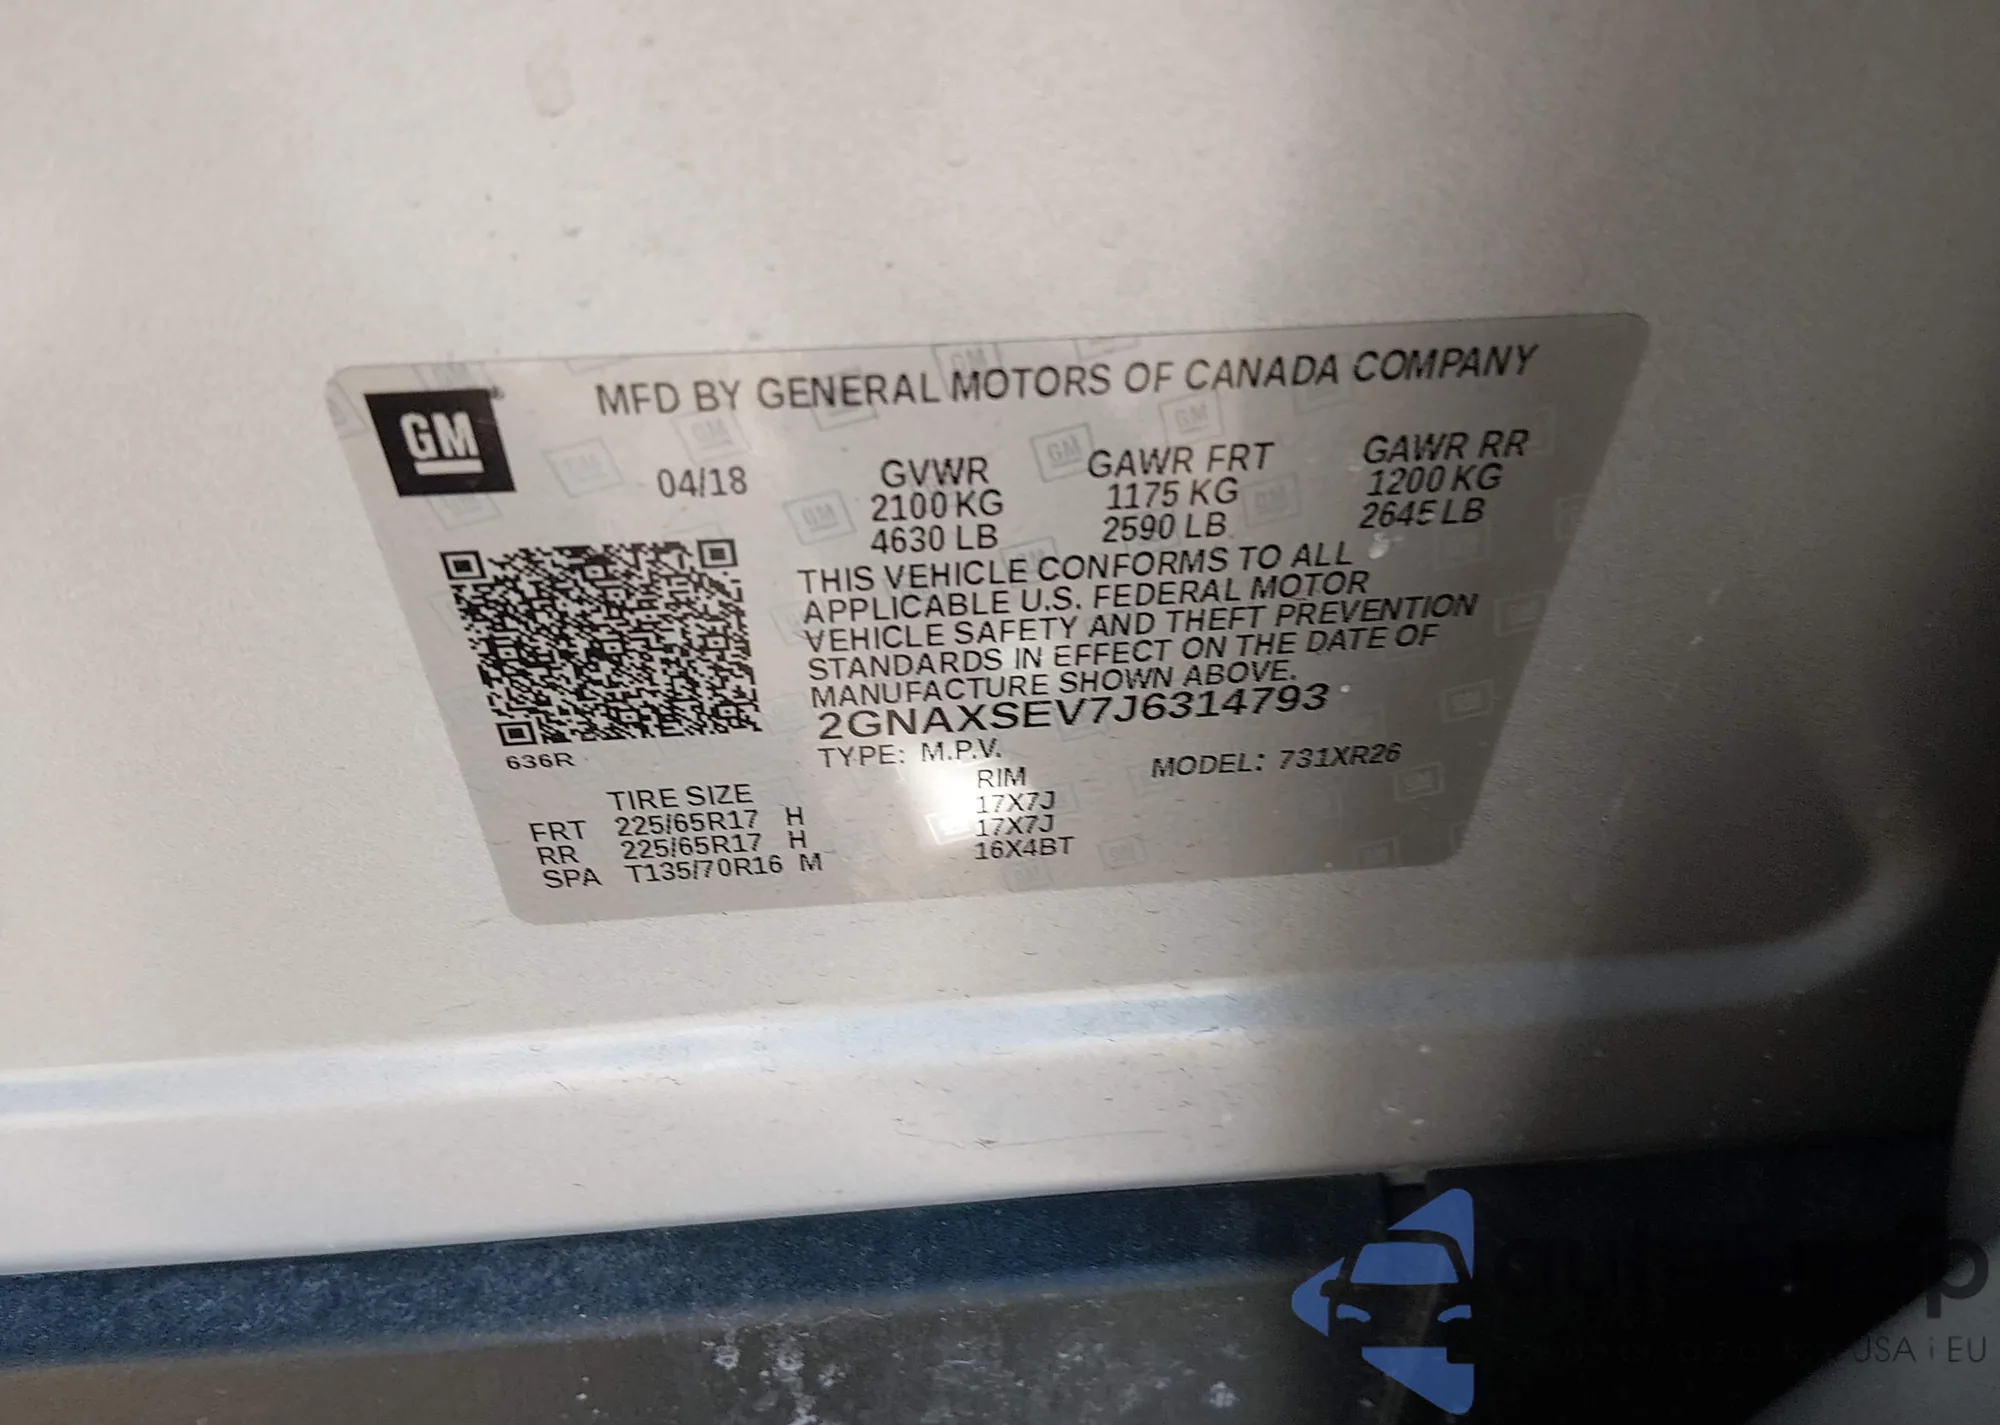 GM
MFD BY GENERAL MOTORS OF CANADA COMPANY
04/18
GVWR GAWR FRT GAWR RR
2100 KG 1175 KG 1200 KG
4630 LB 2590 LB 2645 LB
THIS VEHICLE CONFORMS TO ALL
APPLICABLE U.S. FEDERAL MOTOR
VEHICLE SAFETY AND THEFT PREVENTION
STANDARDS IN EFFECT ON THE DATE OF
MANUFACTURE SHOWN ABOVE.
2GNAXSEV7J6314793
636R
TYPE: M.P.V. MODEL: 731XR26
TIRE SIZE RIM
FRT 225/65R17 H 17X7J
RR 225/65R17 H 17X7J
SPA T135/70R16 M 16X4BT
USA i EU